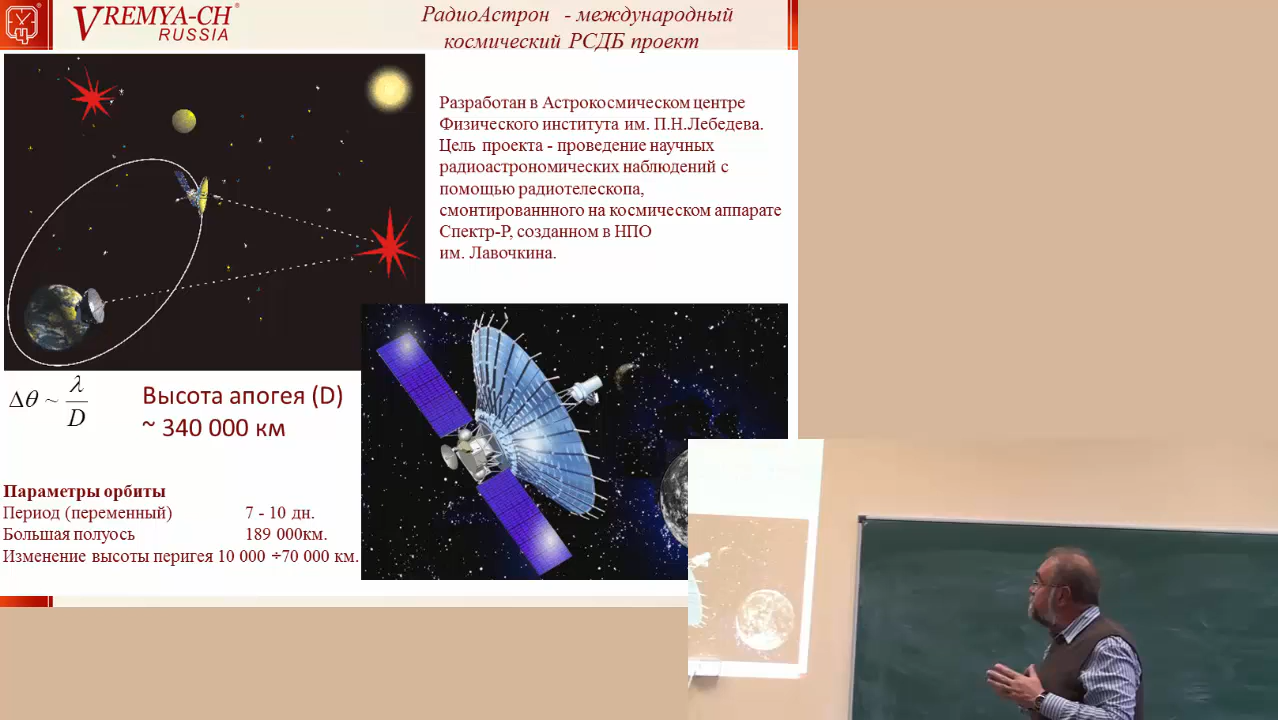 VREMYA-CH®
RUSSIA
РадиоАстрон - международный
космический РСДБ проект
Разработан в Астрокосмическом центре
Физического института им. П.Н.Лебедева.
Цель проекта - проведение научных
радиоастрономических наблюдений с
помощью радиотелескопа,
смонтированнного на космическом аппарате
Спектр-Р, созданном в НПО
им. Лавочкина.
Δθ ~ λ/D
Высота апогея (D)
~ 340 000 км
Параметры орбиты
Период (переменный) 7 - 10 дн.
Большая полуось 189 000км.
Изменение высоты перигея 10 000 ÷70 000 км.